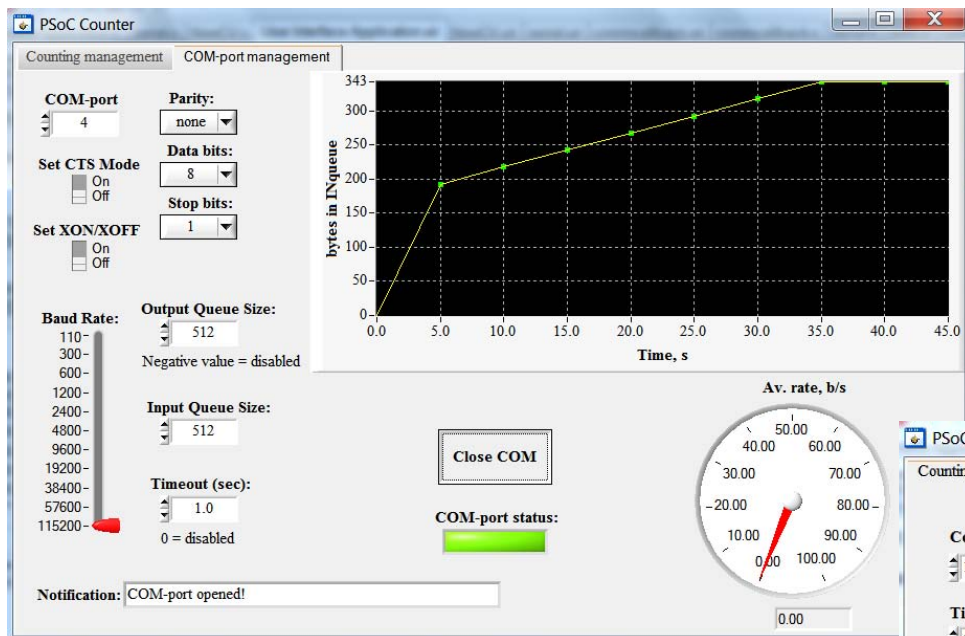 PSoC Counter
Counting management
COM-port management
COM-port
4
Parity:
none
Set CTS Mode
On
Off
Data bits:
8
Set XON/XOFF
On
Off
Stop bits:
1
bytes in INqueue
343
300
250
200
150
100
50
0
0.0 5.0 10.0 15.0 20.0 25.0 30.0 35.0 40.0 45.0
Time, s
Baud Rate:
110
300
600
1200
2400
4800
9600
19200
38400
57600
115200
Output Queue Size:
512
Negative value = disabled
Input Queue Size:
512
Timeout (sec):
1.0
0 = disabled
Close COM
COM-port status:
Av. rate, b/s
0.00
10.00
20.00
30.00
40.00
50.00
60.00
70.00
80.00
90.00
100.00
0.00
Notification: COM-port opened!
PSoC